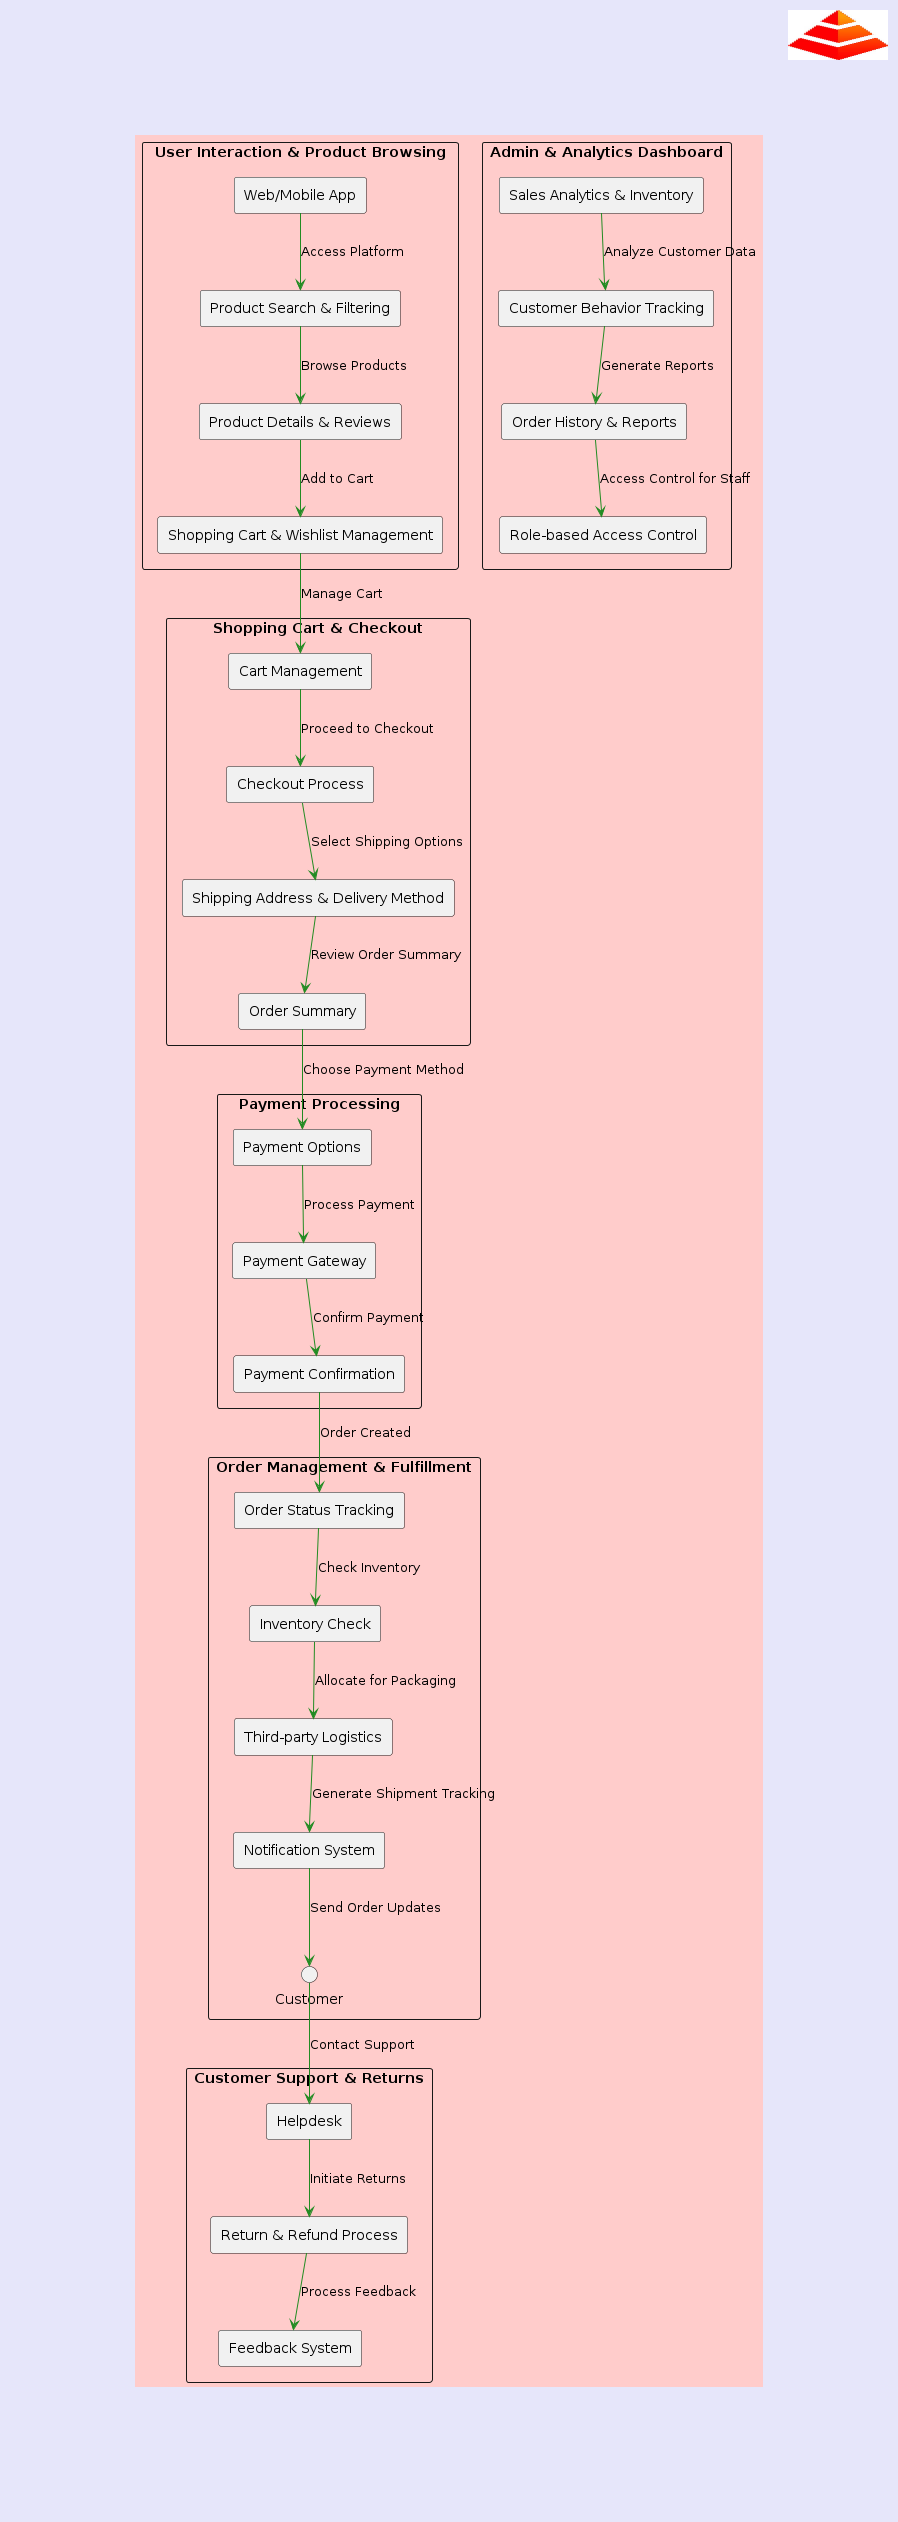 User Interaction & Product Browsing
Web/Mobile App
Access Platform
Product Search & Filtering
Browse Products
Product Details & Reviews
Add to Cart
Shopping Cart & Wishlist Management
Admin & Analytics Dashboard
Sales Analytics & Inventory
Analyze Customer Data
Customer Behavior Tracking
Generate Reports
Order History & Reports
Access Control for Staff
Role-based Access Control
Manage Cart
Shopping Cart & Checkout
Cart Management
Proceed to Checkout
Checkout Process
Select Shipping Options
Shipping Address & Delivery Method
Review Order Summary
Order Summary
Choose Payment Method
Payment Processing
Payment Options
Process Payment
Payment Gateway
Confirm Payment
Payment Confirmation
Order Created
Order Management & Fulfillment
Order Status Tracking
Check Inventory
Inventory Check
Allocate for Packaging
Third-party Logistics
Generate Shipment Tracking
Notification System
Send Order Updates
Customer
Contact Support
Customer Support & Returns
Helpdesk
Initiate Returns
Return & Refund Process
Process Feedback
Feedback System